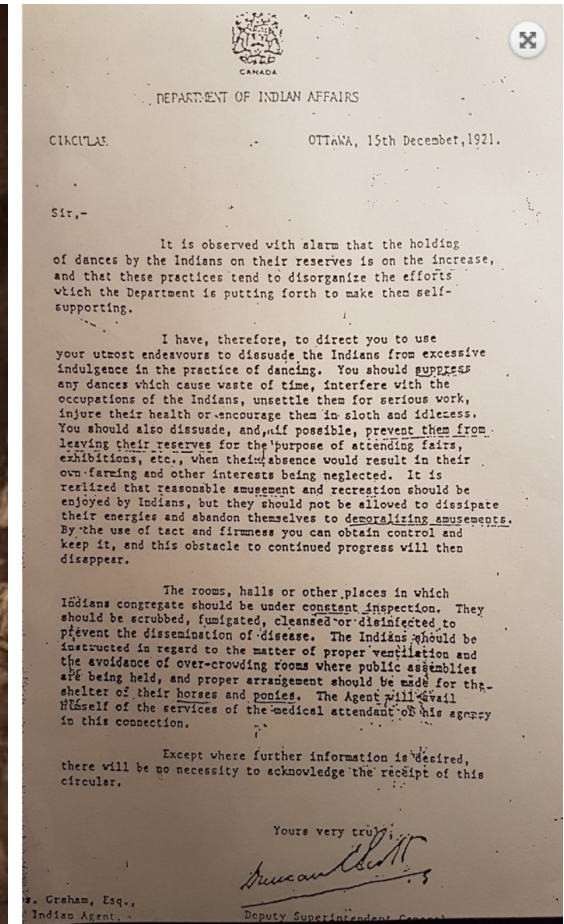 CANADA
DEPARTMENT OF INDIAN AFFAIRS
CIRCULAR
OTTAWA, 15th December,1921.
Sir,-
It is observed with alarm that the holding
of dances by the Indians on their reserves is on the increase,
and that these practices tend to disorganize the efforts
which the Department is putting forth to make them self-
supporting.
I have, therefore, to direct you to use
your utmost endeavours to dissuade the Indians from excessive
indulgence in the practice of dancing. You should suppress
any dances which cause waste of time, interfere with the
occupations of the Indians, unsettle them for serious work,
injure their health or encourage them in sloth and idleness.
You should also dissuade, and, if possible, prevent them from
leaving their reserves for the purpose of attending fairs,
exhibitions, etc., when their absence would result in their
own farming and other interests being neglected. It is
realized that reasonable amusement and recreation should be
enjoyed by Indians, but they should not be allowed to dissipate
their energies and abandon themselves to demoralizing amusements.
By the use of tact and firmness you can obtain control and
keep it, and this obstacle to continued progress will then
disappear.
The rooms, halls or other places in which
Indians congregate should be under constant inspection. They
should be scrubbed, fumigated, cleansed or disinfected to
prevent the dissemination of disease. The Indians should be
instructed in regard to the matter of proper ventilation and
the avoidance of over-crowding rooms where public assemblies
are being held, and proper arrangement should be made for the
shelter of their horses and ponies. The Agent will avail
himself of the services of the medical attendant of his agency
in this connection.
Except where further information is desired,
there will be no necessity to acknowledge the receipt of this
circular.
Yours very truly,
Duncan C Scott
Deputy Superintendent General
s. Graham, Esq.,
Indian Agent.